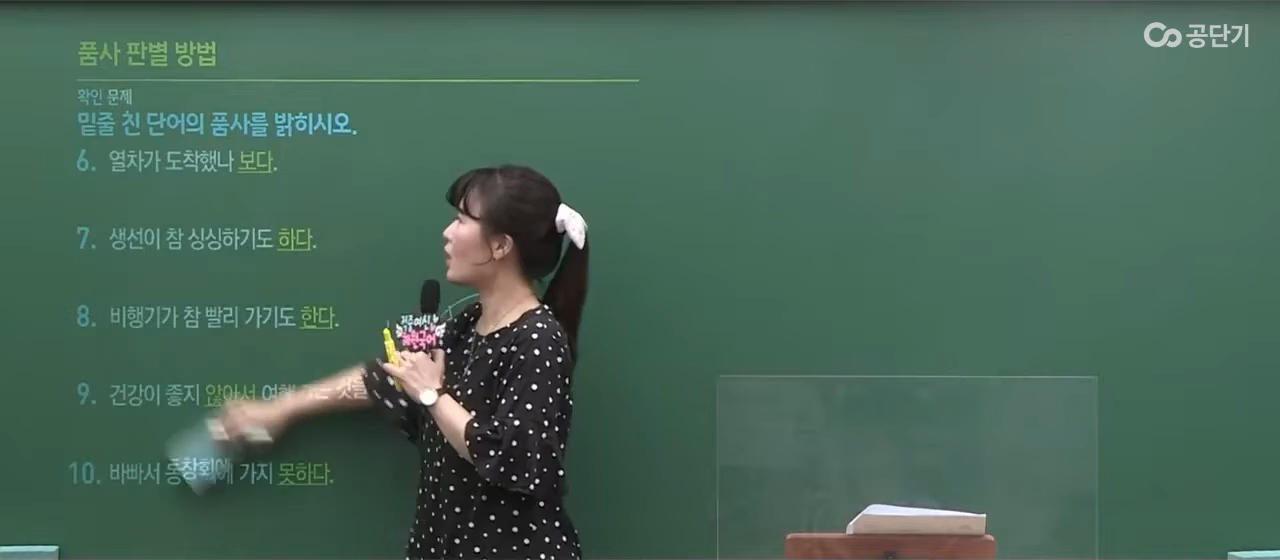 공단기
품사 판별 방법
확인 문제
밑줄 친 단어의 품사를 밝히시오.
6. 열차가 도착했나 보다.
7. 생선이 참 싱싱하기도 하다.
8. 비행기가 참 빨리 가기도 한다.
9. 건강이 좋지 않아서
10. 바빠서 동창회에 가지 못하다.